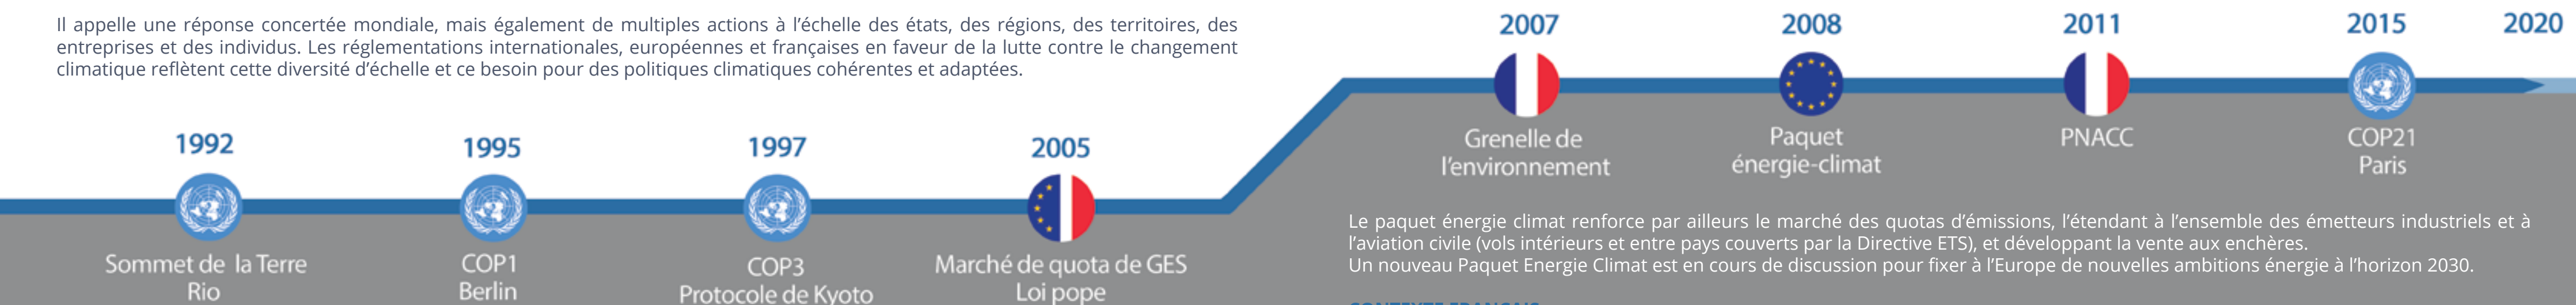 Il appelle une réponse concertée mondiale, mais également de multiples actions à l'échelle des états, des régions, des territoires, des
entreprises et des individus. Les réglementations internationales, européennes et françaises en faveur de la lutte contre le changement
climatique reflètent cette diversité d'échelle et ce besoin pour des politiques climatiques cohérentes et adaptées.
1992
Sommet de la Terre
Rio
1995
COP1
Berlin
1997
COP3
Protocole de Kyoto
2005
Marché de quota de GES
Loi pope
2007
Grenelle de
l'environnement
2008
Paquet
énergie-climat
2011
PNACC
2015
COP21
Paris
2020
Le paquet énergie climat renforce par ailleurs le marché des quotas d'émissions, l'étendant à l'ensemble des émetteurs industriels et à
l'aviation civile (vols intérieurs et entre pays couverts par la Directive ETS), et développant la vente aux enchères.
Un nouveau Paquet Energie Climat est en cours de discussion pour fixer à l'Europe de nouvelles ambitions énergie à l'horizon 2030.